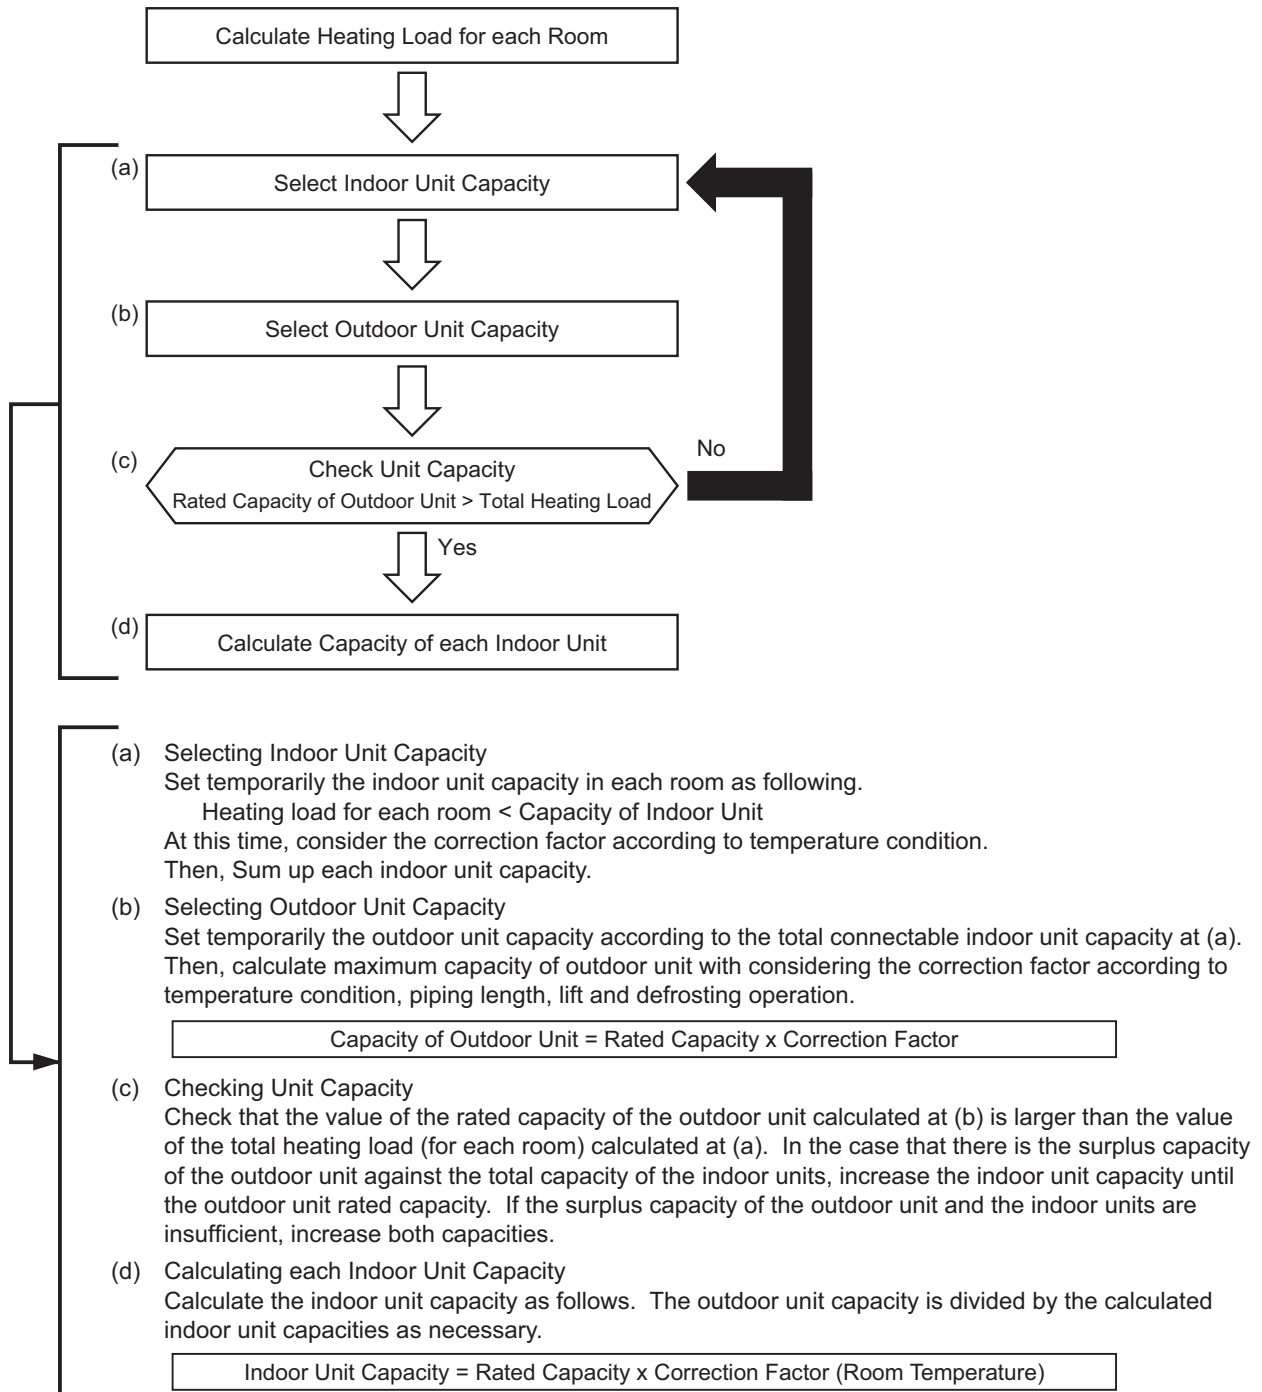 Calculate Heating Load for each Room
(a)
Select Indoor Unit Capacity
(b)
Select Outdoor Unit Capacity
(c)
Check Unit Capacity
Rated Capacity of Outdoor Unit > Total Heating Load
No
Yes
(d)
Calculate Capacity of each Indoor Unit
(a) Selecting Indoor Unit Capacity
Set temporarily the indoor unit capacity in each room as following.
Heating load for each room < Capacity of Indoor Unit
At this time, consider the correction factor according to temperature condition.
Then, Sum up each indoor unit capacity.
(b) Selecting Outdoor Unit Capacity
Set temporarily the outdoor unit capacity according to the total connectable indoor unit capacity at (a).
Then, calculate maximum capacity of outdoor unit with considering the correction factor according to
temperature condition, piping length, lift and defrosting operation.
Capacity of Outdoor Unit = Rated Capacity x Correction Factor
(c) Checking Unit Capacity
Check that the value of the rated capacity of the outdoor unit calculated at (b) is larger than the value
of the total heating load (for each room) calculated at (a). In the case that there is the surplus capacity
of the outdoor unit against the total capacity of the indoor units, increase the indoor unit capacity until
the outdoor unit rated capacity. If the surplus capacity of the outdoor unit and the indoor units are
insufficient, increase both capacities.
(d) Calculating each Indoor Unit Capacity
Calculate the indoor unit capacity as follows. The outdoor unit capacity is divided by the calculated
indoor unit capacities as necessary.
Indoor Unit Capacity = Rated Capacity x Correction Factor (Room Temperature)